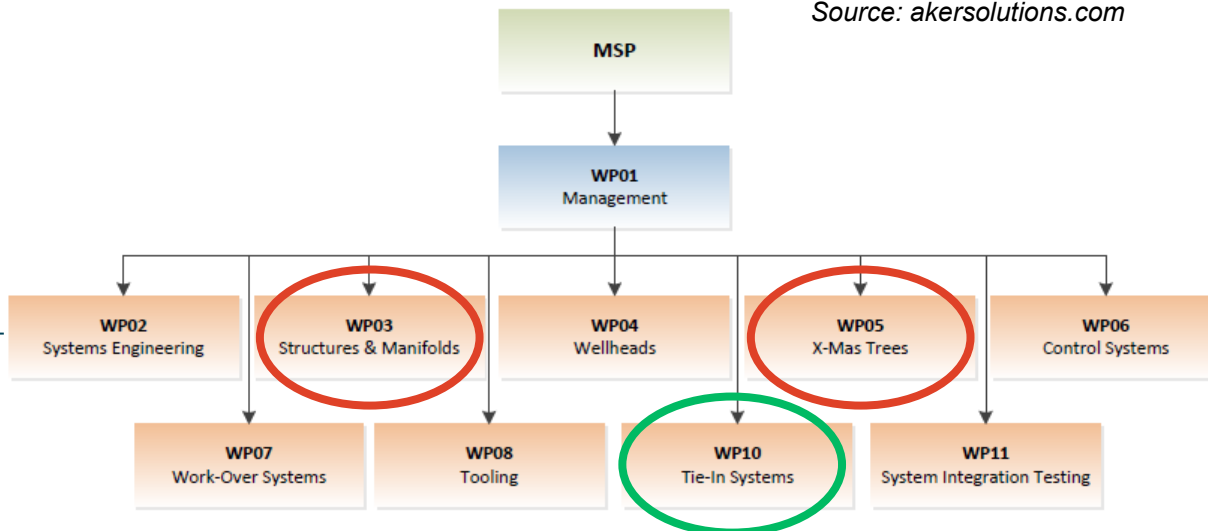 Source: akersolutions.com
MSP
WP01
Management
WP02
Systems Engineering
WP03
Structures & Manifolds
WP04
Wellheads
WP05
X-Mas Trees
WP06
Control Systems
WP07
Work-Over Systems
WP08
Tooling
WP10
Tie-In Systems
WP11
System Integration Testing